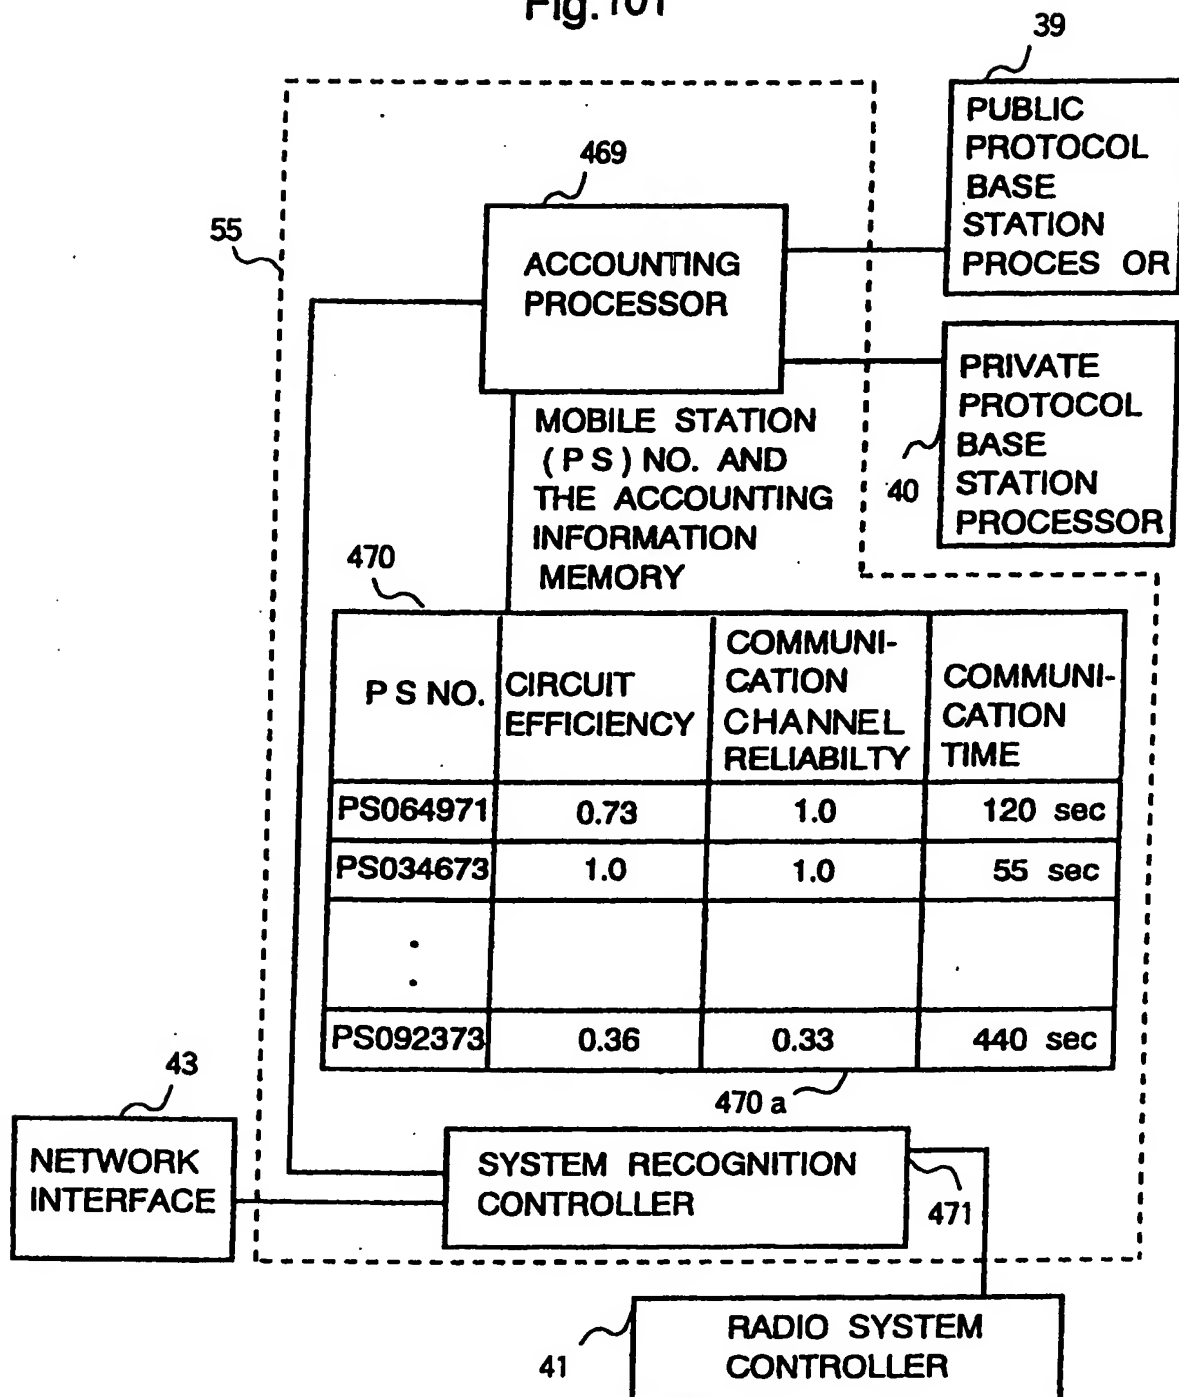 Fig.101
39
PUBLIC
PROTOCOL
BASE
STATION
PROCES OR
469
55
ACCOUNTING
PROCESSOR
PRIVATE
PROTOCOL
BASE
STATION
PROCESSOR
40
MOBILE STATION
(PS) NO. AND
THE ACCOUNTING
INFORMATION
MEMORY
470
PS NO.
CIRCUIT
EFFICIENCY
COMMUNI-
CATION
CHANNEL
RELIABILTY
COMMUNI-
CATION
TIME
PS064971 0.73 1.0 120 sec
PS034673 1.0 1.0 55 sec
PS092373 0.36 0.33 440 sec
470 a
43
NETWORK
INTERFACE
SYSTEM RECOGNITION
CONTROLLER
471
RADIO SYSTEM
CONTROLLER
41